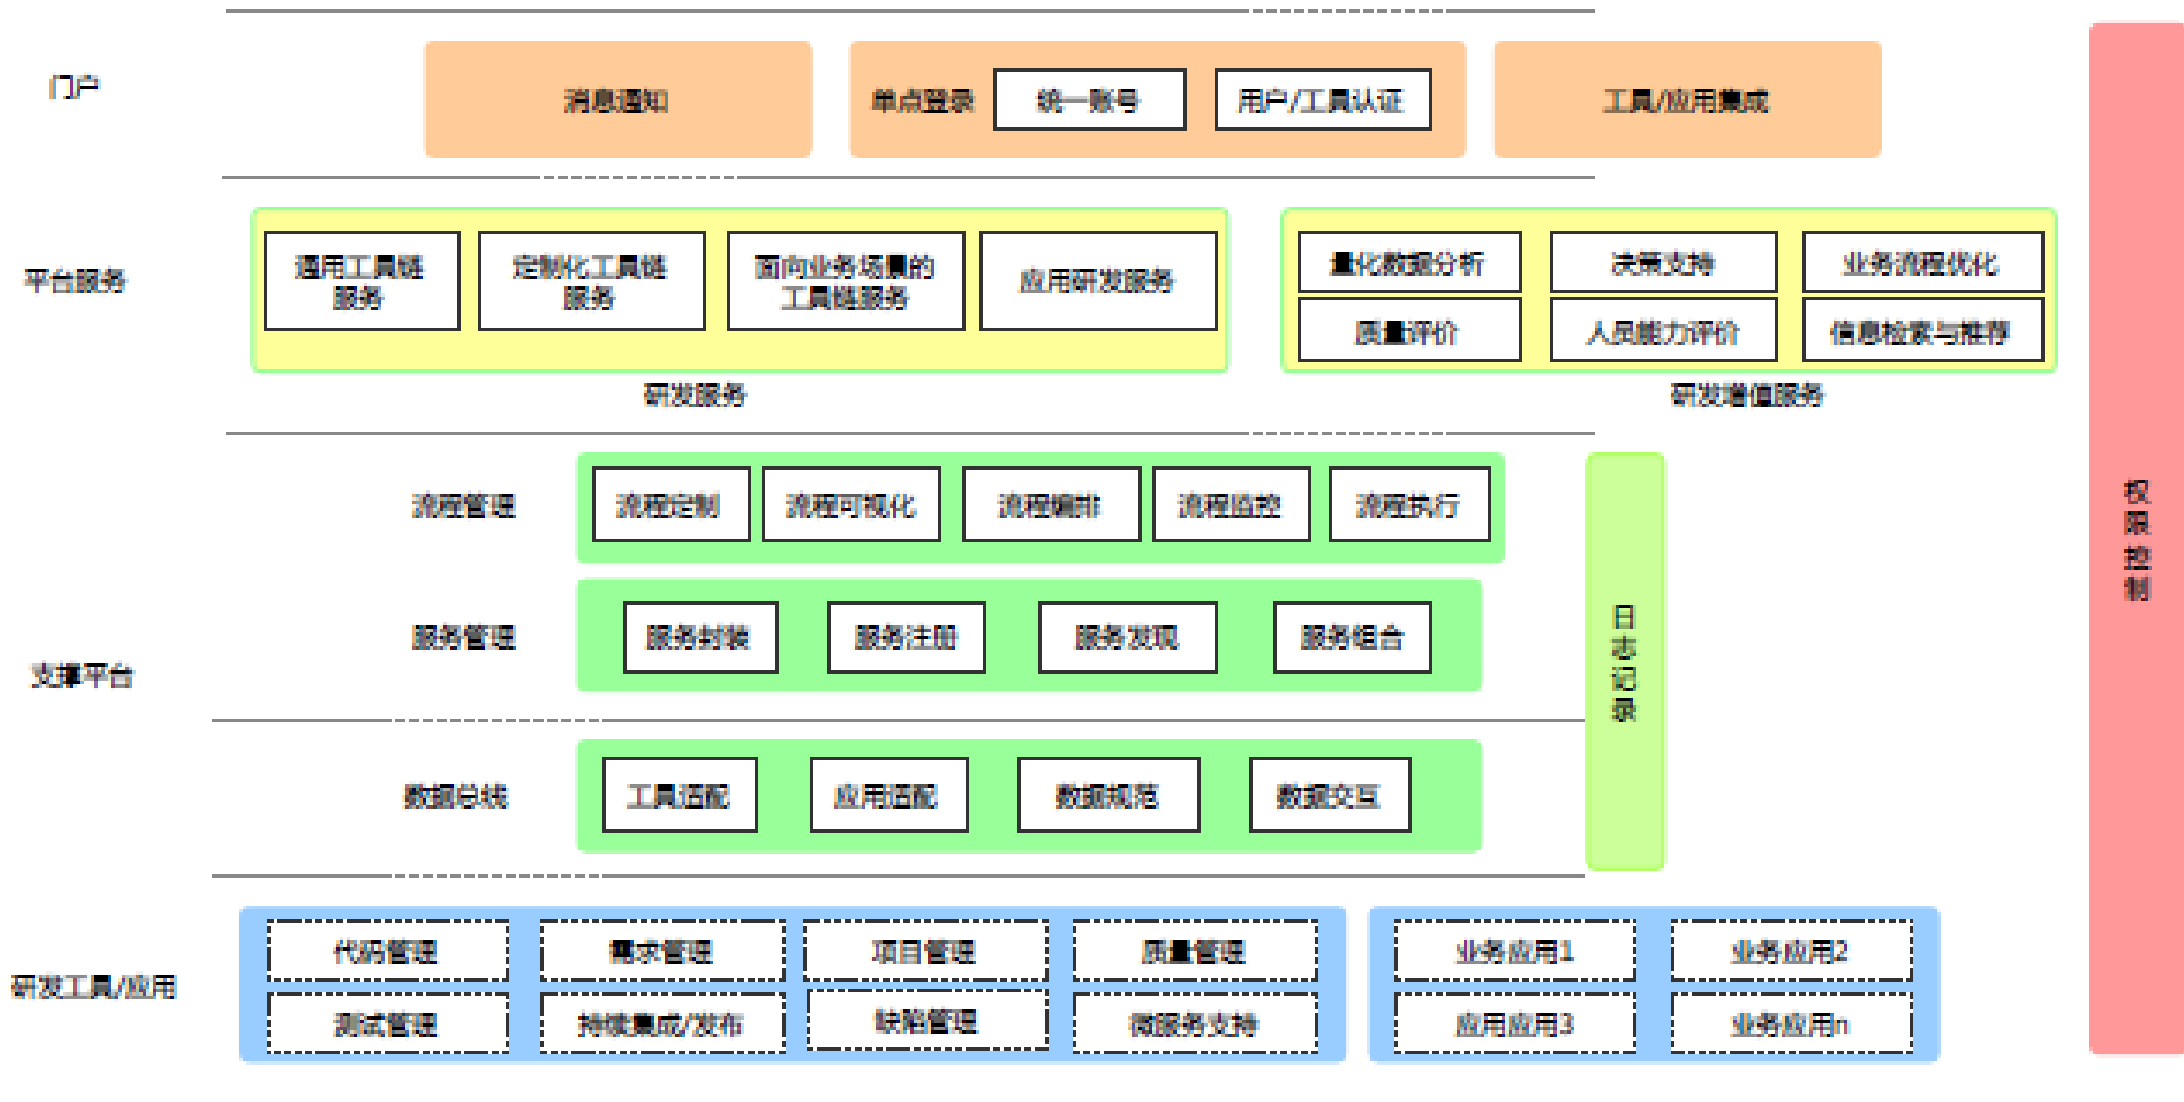 门户
消息通知
单点登录
统一账号
用户/工具认证
工具/应用集成
平台服务
通用工具链
服务
定制化工具链
服务
面向业务场景的
工具链服务
应用研发服务
量化数据分析
决策支持
业务流程优化
质量评价
人员能力评价
信息检索与推荐
研发服务
研发增值服务
支撑平台
流程管理
流程定制
流程可视化
流程编排
流程监控
流程执行
服务管理
服务封装
服务注册
服务发现
服务组合
数据总线
工具适配
应用适配
数据规范
数据交互
日志记录
权限控制
研发工具/应用
代码管理
需求管理
项目管理
质量管理
业务应用1
业务应用2
测试管理
持续集成/发布
缺陷管理
微服务支持
应用应用3
业务应用n